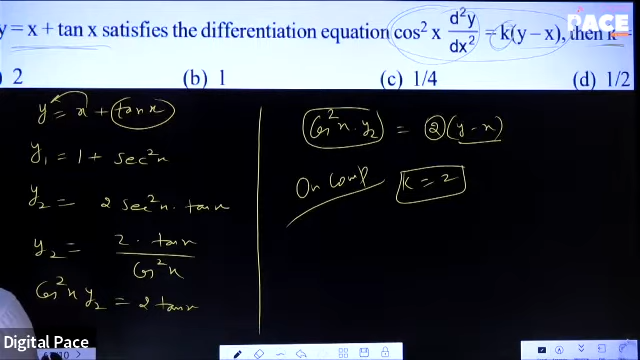 y = x + tan x satisfies the differentiation equation cos² x d²y/dx² = k(y – x), then k =
2 (b) 1 (c) 1/4 (d) 1/2
PACE
y = x + tan x
y₁ = 1 + sec²x
y₂ = 2 sec²x · tan x
y₂ = 2 · tan x / Cos²x
Cos²x y₂ = 2 tan x
Cos²x · y₂ = 2 (y - x)
On Comp
k = 2
Digital Pace